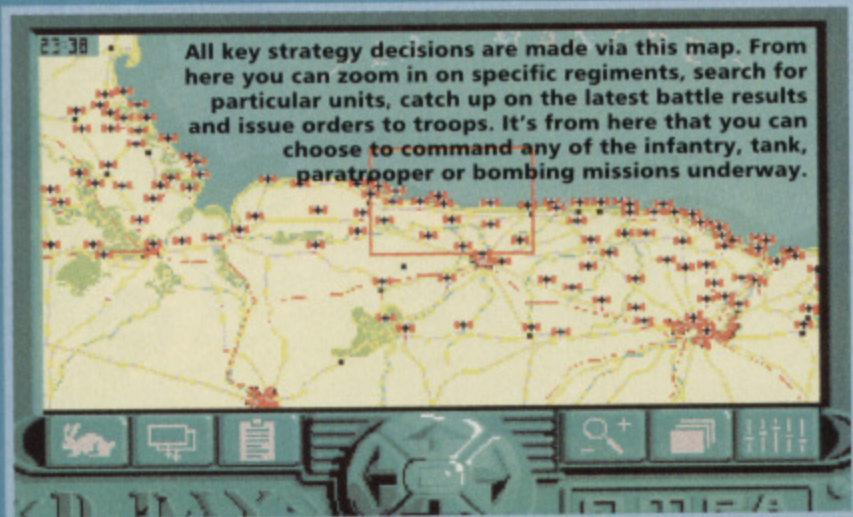 23:38
All key strategy decisions are made via this map. From
here you can zoom in on specific regiments, search for
particular units, catch up on the latest battle results
and issue orders to troops. It's from here that you can
choose to command any of the infantry, tank,
paratrooper or bombing missions underway.